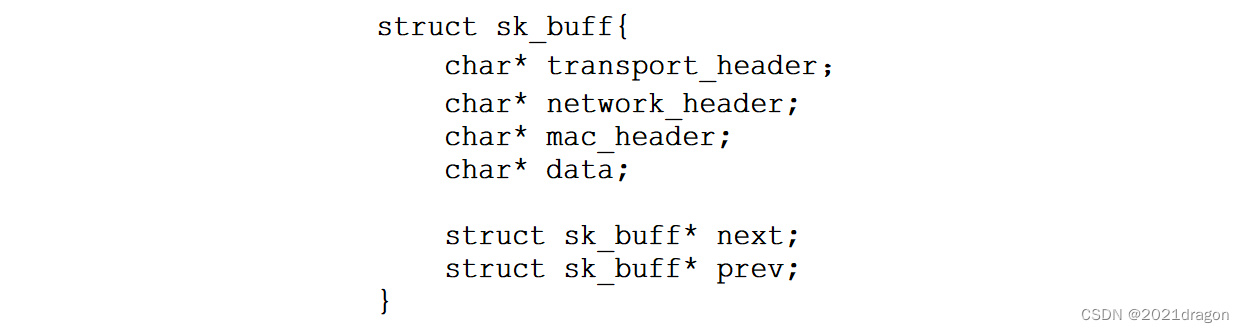 struct sk_buff{
    char* transport_header;
    char* network_header;
    char* mac_header;
    char* data;

    struct sk_buff* next;
    struct sk_buff* prev;
}
CSDN @2021dragon